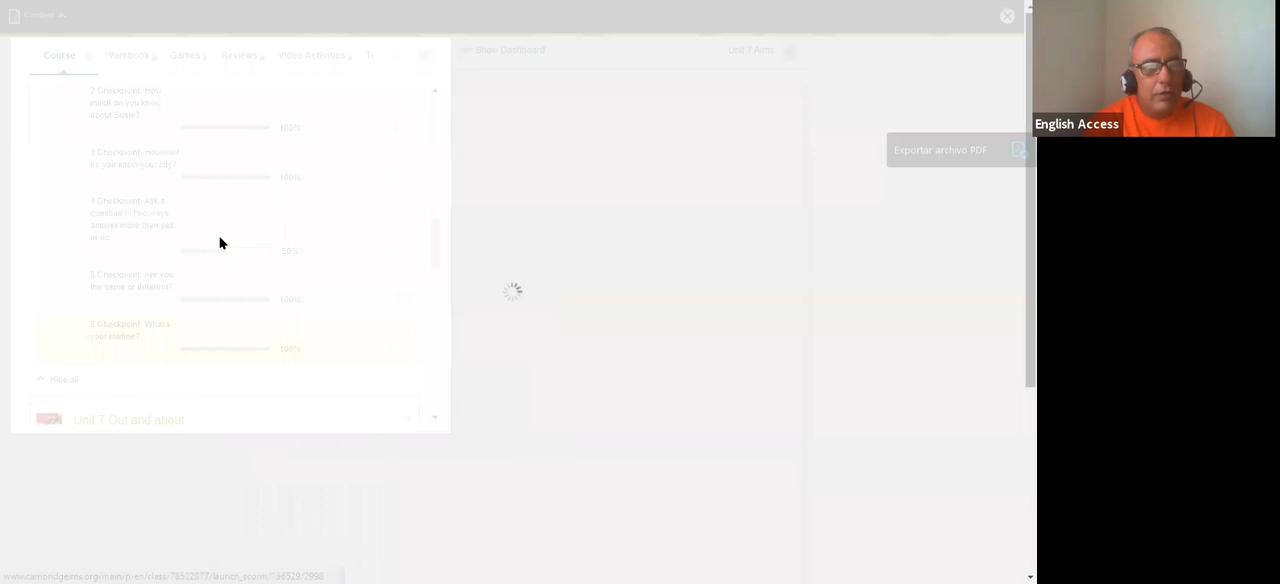 Content
Course
Workbook
Games
Reviews
Video Activities
Show Dashboard
Unit 7 Aims
2 Checkpoint: How
much do you know
about Susie?
100%
3 Checkpoint: How well
do you know your city?
100%
4 Checkpoint: Ask a
question in two ways
answer more than yes
or no
50%
5 Checkpoint: Are you
the same or different?
100%
6 Checkpoint: What's
your routine?
100%
Hide all
Unit 7 Out and about
Exportar archivo PDF
English Access